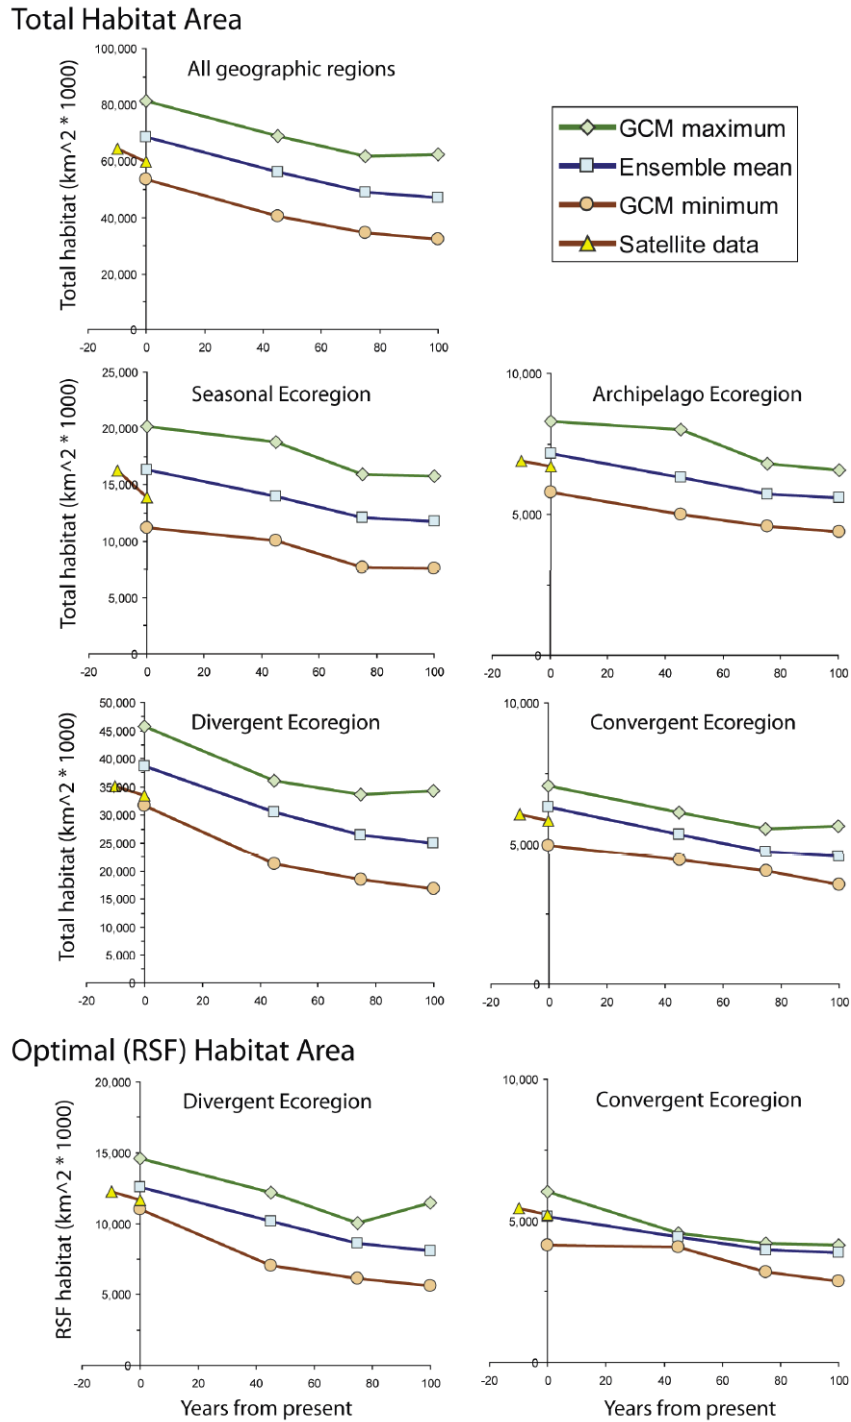 Total Habitat Area
All geographic regions
Total habitat (km^2 * 1000)
100,000
80,000
60,000
40,000
20,000
0
-20 0 20 40 60 80 100
GCM maximum
Ensemble mean
GCM minimum
Satellite data
Seasonal Ecoregion
Total habitat (km^2 * 1000)
25,000
20,000
15,000
10,000
5,000
0
-20 0 20 40 60 80 100
Archipelago Ecoregion
10,000
5,000
0
-20 0 20 40 60 80 100
Divergent Ecoregion
Total habitat (km^2 * 1000)
50,000
45,000
40,000
35,000
30,000
25,000
20,000
15,000
10,000
5,000
0
-20 0 20 40 60 80 100
Convergent Ecoregion
10,000
5,000
0
-20 0 20 40 60 80 100
Optimal (RSF) Habitat Area
Divergent Ecoregion
RSF habitat (km^2 * 1000)
20,000
15,000
10,000
5,000
0
-20 0 20 40 60 80 100
Years from present
Convergent Ecoregion
10,000
5,000
0
-20 0 20 40 60 80 100
Years from present